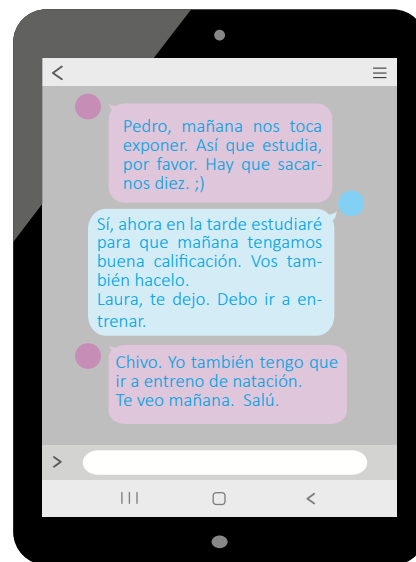 Pedro, mañana nos toca
exponer. Así que estudia,
por favor. Hay que sacar-
nos diez. ;)
Sí, ahora en la tarde estudiaré
para que mañana tengamos
buena calificación. Vos tam-
bién hacelo.
Laura, te dejo. Debo ir a en-
trenar.
Chivo. Yo también tengo que
ir a entreno de natación.
Te veo mañana. Salú.